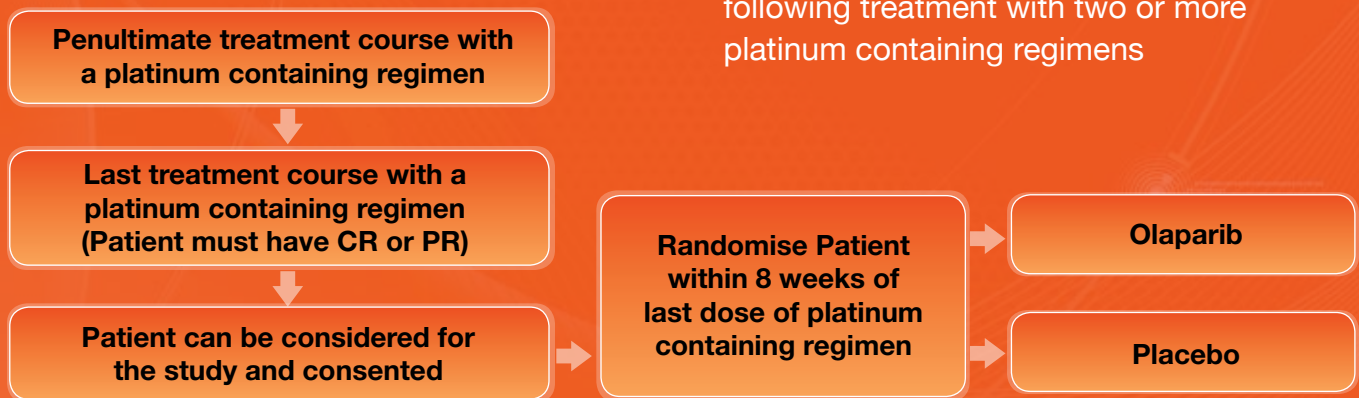 following treatment with two or more
platinum containing regimens
Penultimate treatment course with
a platinum containing regimen
Last treatment course with a
platinum containing regimen
(Patient must have CR or PR)
Patient can be considered for
the study and consented
Randomise Patient
within 8 weeks of
last dose of platinum
containing regimen
Olaparib
Placebo